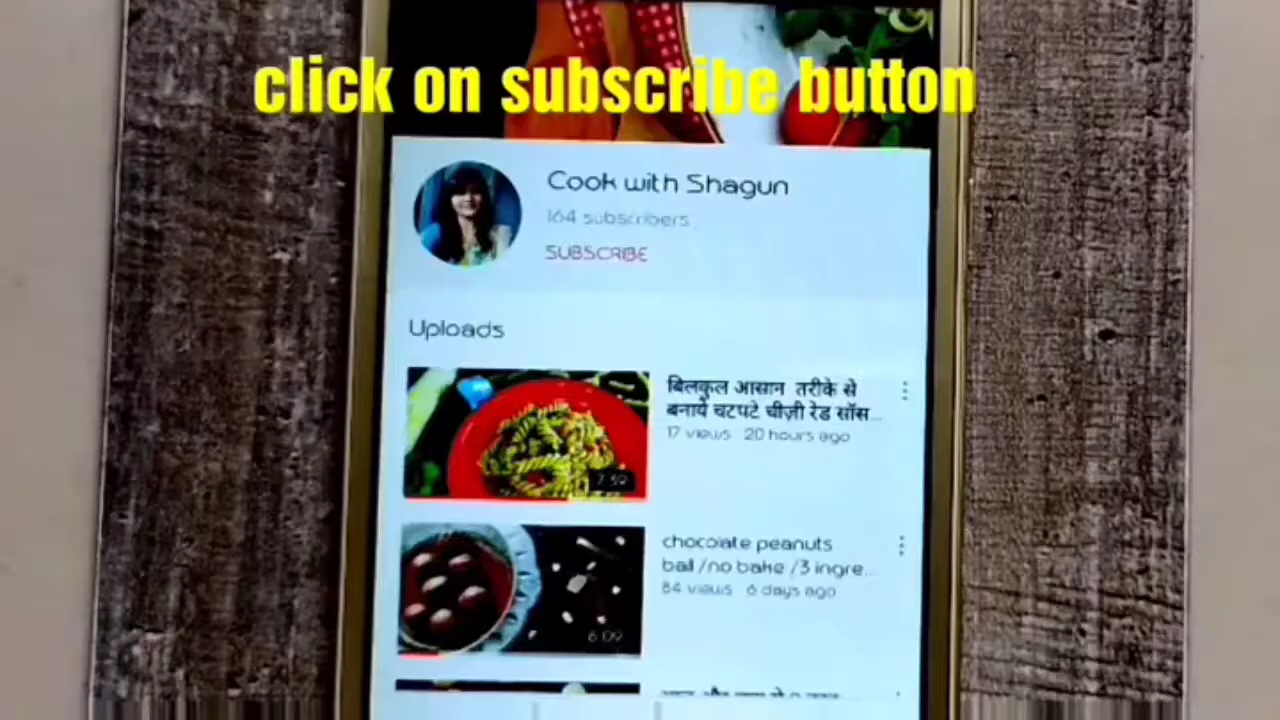 click on subscribe button
Cook with Shagun
164 subscribers
SUBSCRIBE
Uploads
बिलकुल आसान तरीके से
बनाये चटपटे चीज़ी रेड सॉस...
17 views 20 hours ago
7:59
chocolate peanuts
ball /no bake /3 ingre...
84 views 6 days ago
6:09